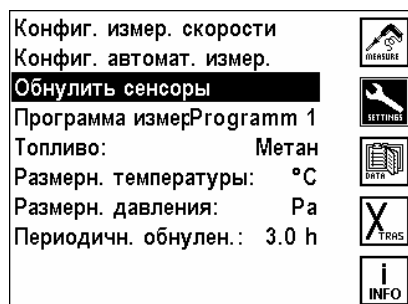 Конфиг. измер. скорости
Конфиг. автомат. измер.
Обнулить сенсоры
Программа измерProgramm 1
Топливо: Метан
Размерн. температуры: °C
Размерн. давления: Pa
Периодичн. обнулен.: 3.0 h
MEASURE
SETTINGS
DATA
XTRAS
i
INFO